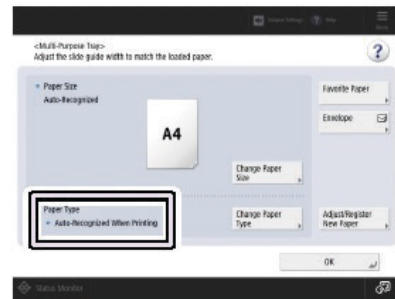 <Multi-Purpose Tray>
Adjust the slide guide width to match the loaded paper.
Paper Size
Auto-Recognized
A4
Change Paper
Size
Paper Type
Auto-Recognized When Printing
Change Paper
Type
Favorite Paper
Envelope
Adjust/Register
New Paper
OK
Status Monitor